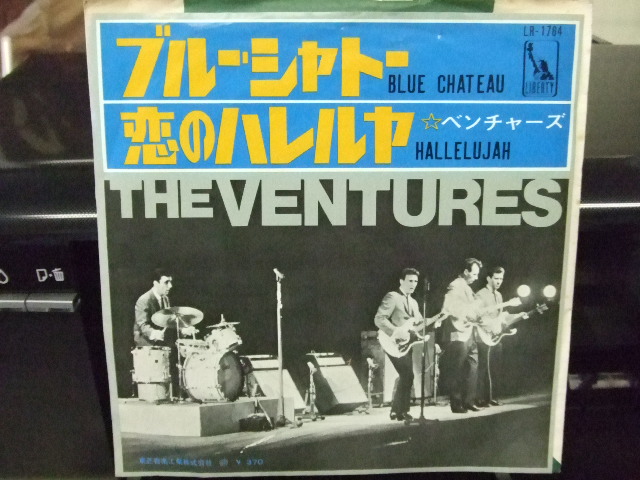 LR-1764
ブルー・シャトー
BLUE CHATEAU
LIBERTY
恋のハレルヤ
☆ベンチャーズ
HALLELUJAH
THE VENTURES
¥370